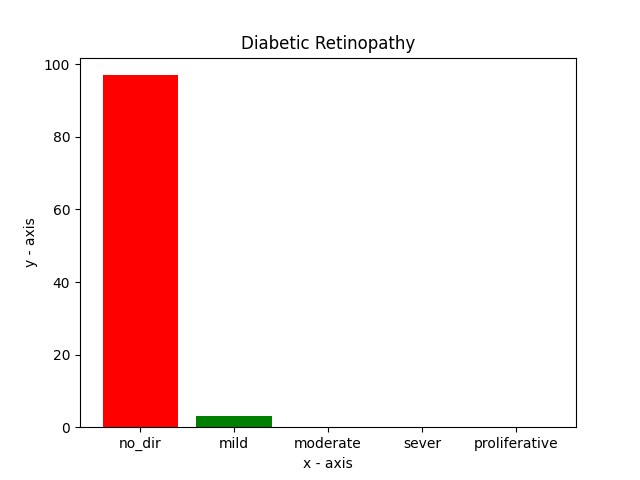 Diabetic Retinopathy
100
80
60
40
20
0
y - axis
no_dir mild moderate sever proliferative
x - axis